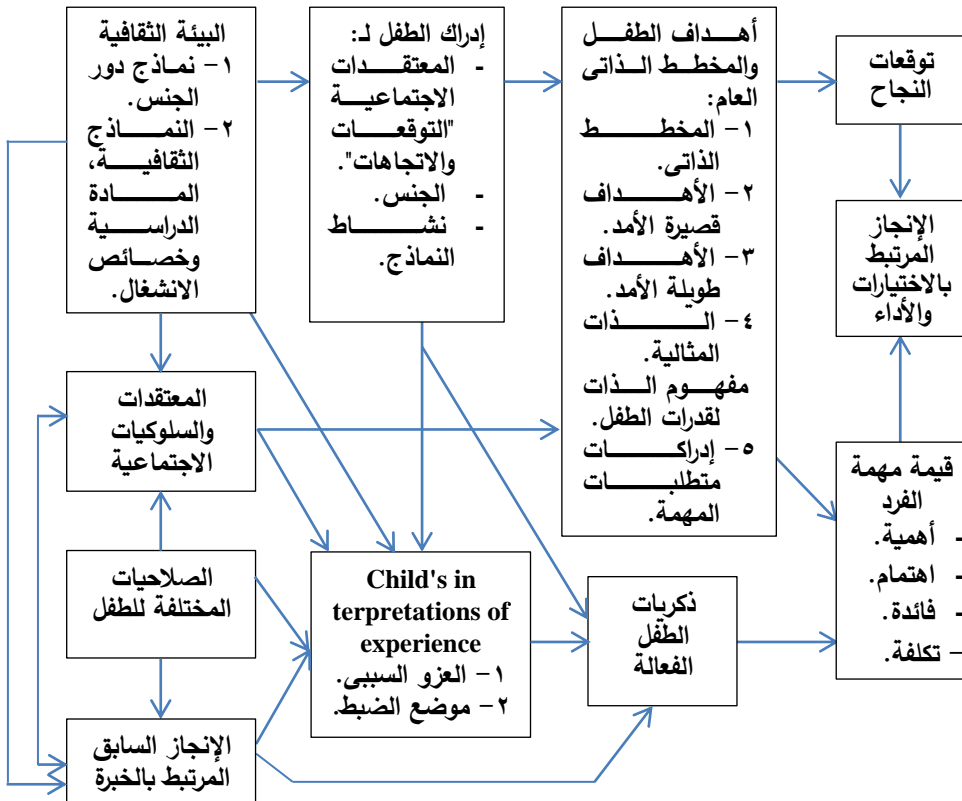 البيئة الثقافية
١- نماذج دور
الجنس.
٢- النماذج
الثقافية،
المادة
الدراسية
وخصائص
الانشغال.
إدراك الطفل لـ:
- المعتقدات
الاجتماعية
"التوقعات
والاتجاهات".
- الجنس.
- نشاط
النماذج.
أهداف الطفل
والمخطط الذاتى
العام:
١- المخطط
الذاتى.
٢- الأهداف
قصيرة الأمد.
٣- الأهداف
طويلة الأمد.
٤- الذات
المثالية.
مفهوم الذات
لقدرات الطفل.
٥- إدراكات
متطلبات
المهمة.
توقعات
النجاح
الإنجاز
المرتبط
بالاختيارات
والأداء
المعتقدات
والسلوكيات
الاجتماعية
قيمة مهمة
الفرد
- أهمية.
- اهتمام.
- فائدة.
- تكلفة.
الصلاحيات
المختلفة للطفل
Child's in
terpretations of
experience
١- العزو السببى.
٢- موضع الضبط.
ذكريات
الطفل
الفعالة
الإنجاز السابق
المرتبط بالخبرة